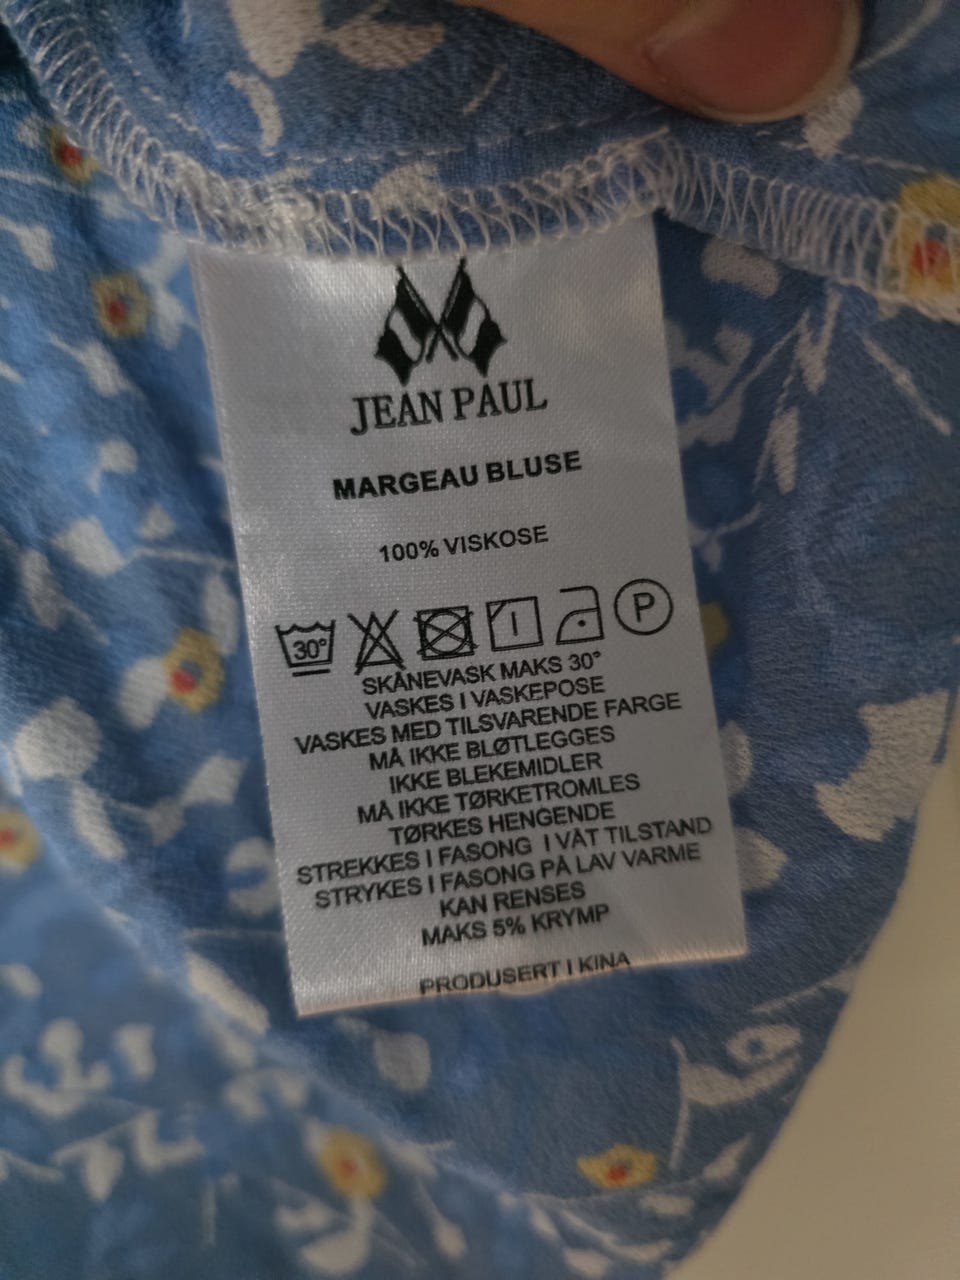 JEAN PAUL
MARGEAU BLUSE
100% VISKOSE
30° I P
SKÅNEVASK MAKS 30°
VASKES I VASKEPOSE
VASKES MED TILSVARENDE FARGE
MÅ IKKE BLØTLEGGES
IKKE BLEKEMIDLER
MÅ IKKE TØRKETROMLES
TØRKES HENGENDE
STREKKES I FASONG I VÅT TILSTAND
STRYKES I FASONG PÅ LAV VARME
KAN RENSES
MAKS 5% KRYMP
PRODUSERT I KINA